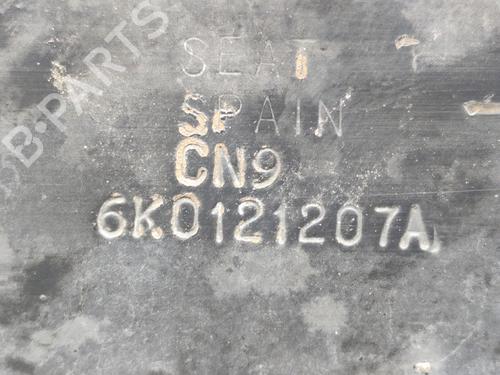 B-PARTS
SEAT
SPAIN
CN9
6K0121207A